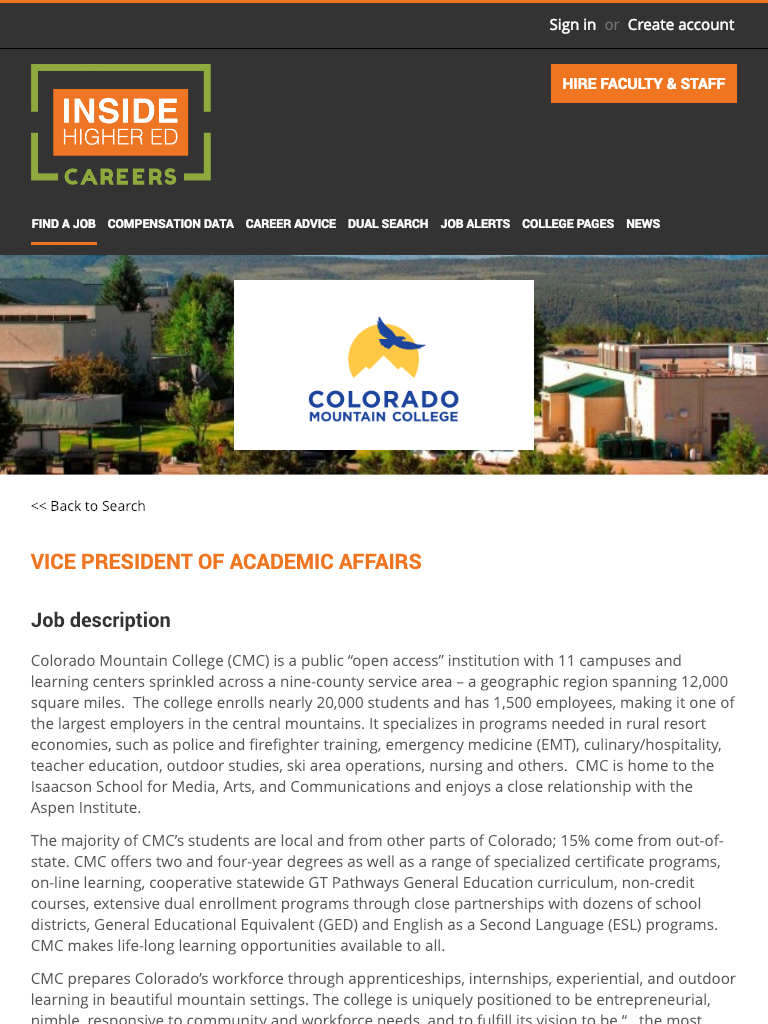 Sign in or Create account
INSIDE
HIGHER ED
CAREERS
HIRE FACULTY & STAFF
FIND A JOB COMPENSATION DATA CAREER ADVICE DUAL SEARCH JOB ALERTS COLLEGE PAGES NEWS
COLORADO
MOUNTAIN COLLEGE
<< Back to Search
VICE PRESIDENT OF ACADEMIC AFFAIRS
Job description
Colorado Mountain College (CMC) is a public “open access” institution with 11 campuses and
learning centers sprinkled across a nine-county service area – a geographic region spanning 12,000
square miles.  The college enrolls nearly 20,000 students and has 1,500 employees, making it one of
the largest employers in the central mountains. It specializes in programs needed in rural resort
economies, such as police and firefighter training, emergency medicine (EMT), culinary/hospitality,
teacher education, outdoor studies, ski area operations, nursing and others.  CMC is home to the
Isaacson School for Media, Arts, and Communications and enjoys a close relationship with the
Aspen Institute.
The majority of CMC’s students are local and from other parts of Colorado; 15% come from out-of-
state. CMC offers two and four-year degrees as well as a range of specialized certificate programs,
on-line learning, cooperative statewide GT Pathways General Education curriculum, non-credit
courses, extensive dual enrollment programs through close partnerships with dozens of school
districts, General Educational Equivalent (GED) and English as a Second Language (ESL) programs.
CMC makes life-long learning opportunities available to all.
CMC prepares Colorado’s workforce through apprenticeships, internships, experiential, and outdoor
learning in beautiful mountain settings. The college is uniquely positioned to be entrepreneurial,
nimble, responsive to community and workforce needs, and to fulfill its vision to be “...the most